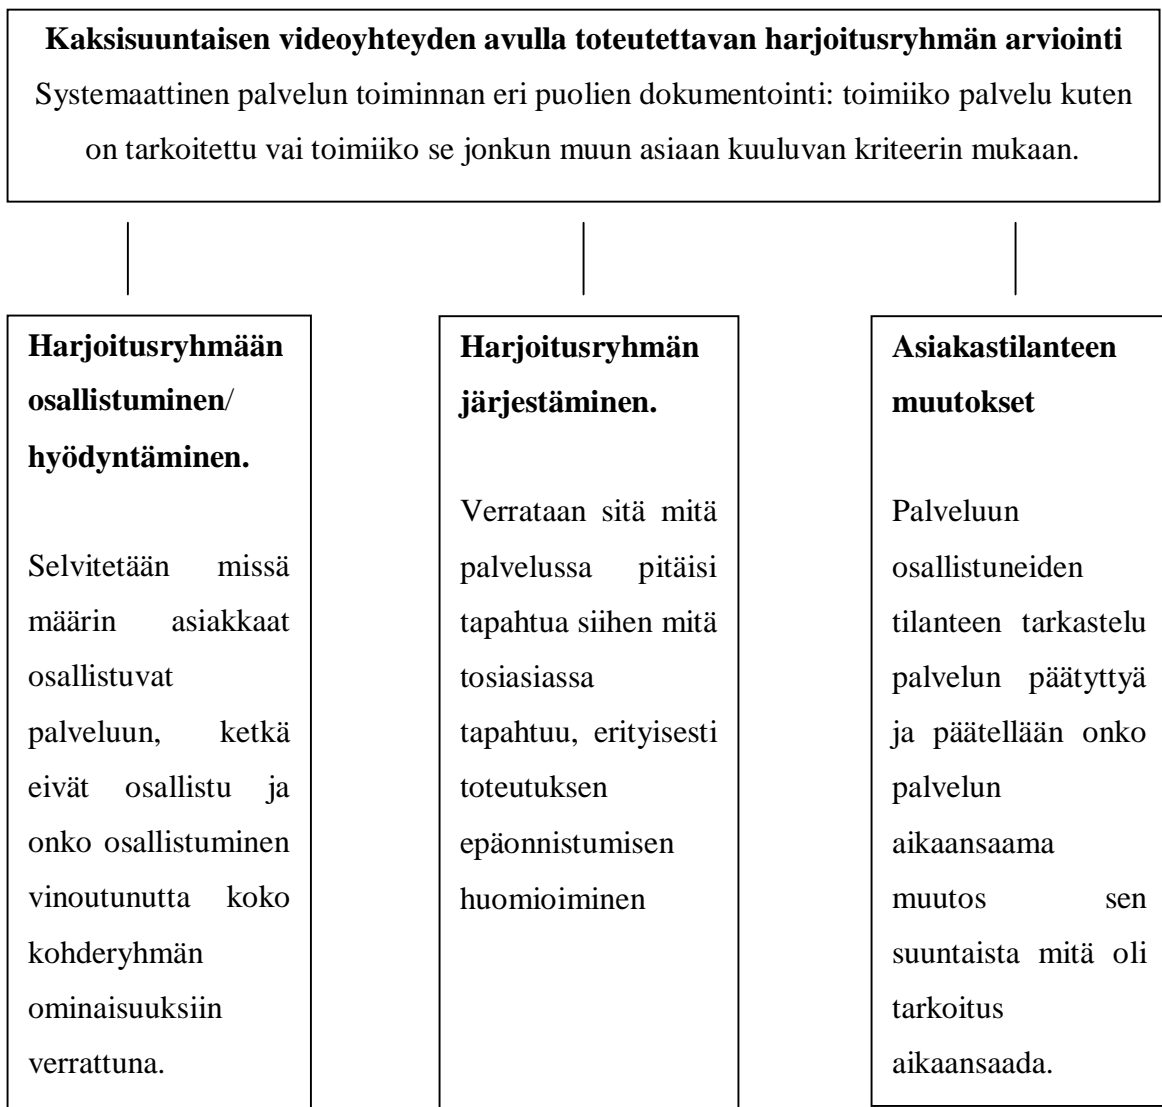 Kaksisuuntaisen videoyhteyden avulla toteutettavan harjoitusryhmän arviointi
Systemaattinen palvelun toiminnan eri puolien dokumentointi: toimiiko palvelu kuten
on tarkoitettu vai toimiiko se jonkun muun asiaan kuuluvan kriteerin mukaan.
Harjoitusryhmään
osallistuminen/
hyödyntäminen.
Selvitetään missä
määrin asiakkaat
osallistuvat
palveluun, ketkä
eivät osallistu ja
onko osallistuminen
vinoutunutta koko
kohderyhmän
ominaisuuksiin
verrattuna.
Harjoitusryhmän
järjestäminen.
Verrataan sitä mitä
palvelussa pitäisi
tapahtua siihen mitä
tosiasiassa
tapahtuu, erityisesti
toteutuksen
epäonnistumisen
huomioiminen
Asiakastilanteen
muutokset
Palveluun
osallistuneiden
tilanteen tarkastelu
palvelun päätyttyä
ja päätellään onko
palvelun
aikaansaama
muutos sen
suuntaista mitä oli
tarkoitus
aikaansaada.